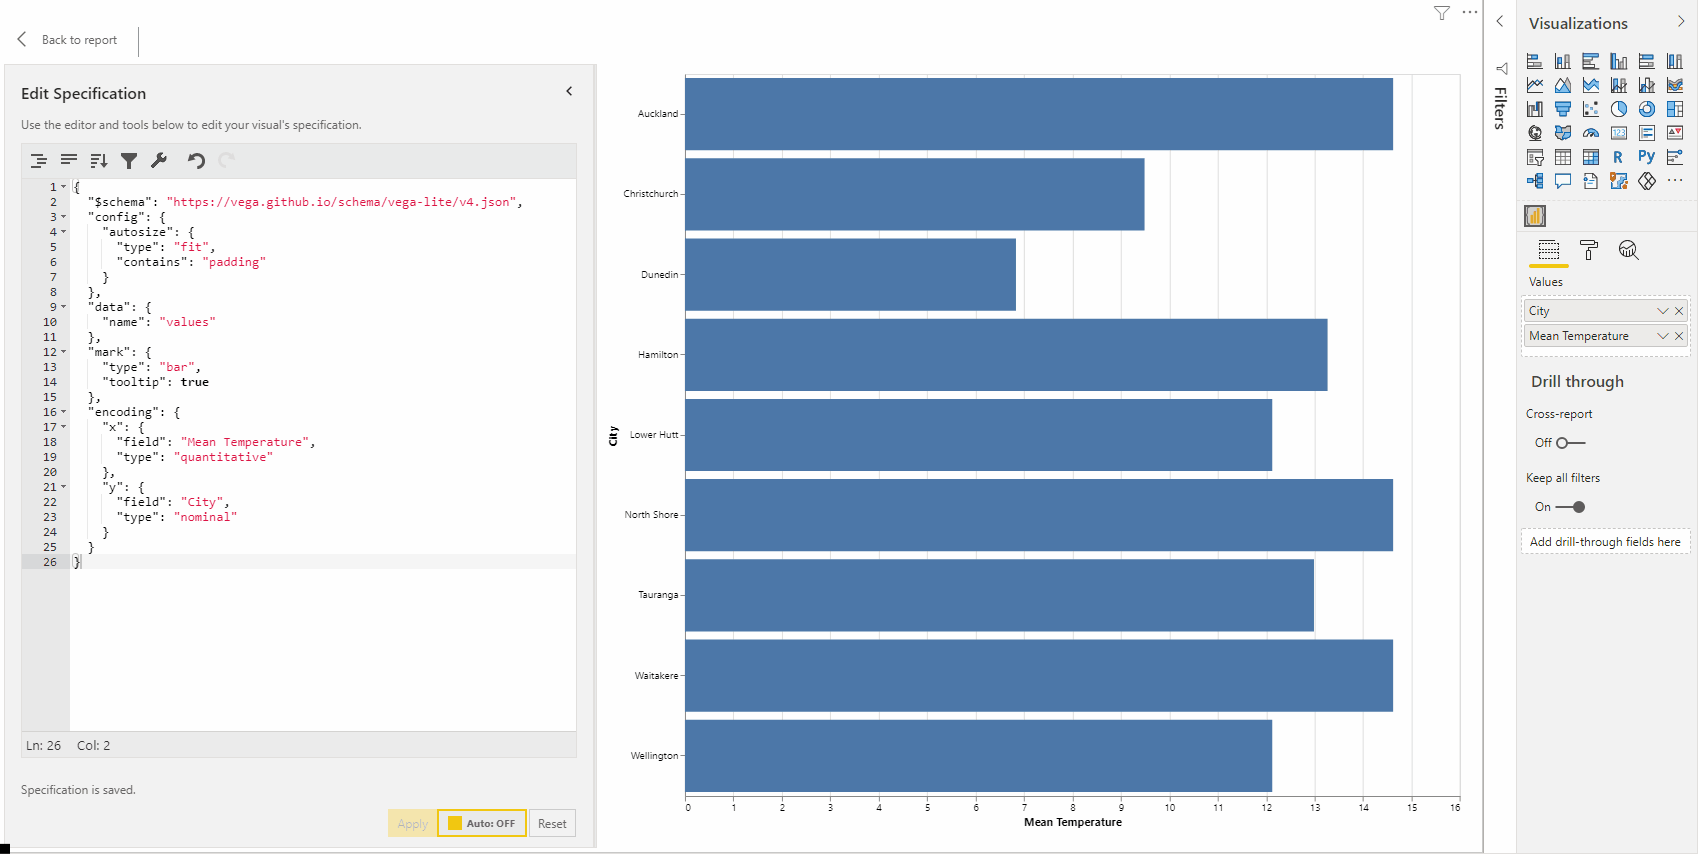 Back to report
Edit Specification
Use the editor and tools below to edit your visual's specification.
1 {
2 "$schema": "https://vega.github.io/schema/vega-lite/v4.json",
3 "config": {
4 "autosize": {
5 "type": "fit",
6 "contains": "padding"
7 }
8 },
9 "data": {
10 "name": "values"
11 },
12 "mark": {
13 "type": "bar",
14 "tooltip": true
15 },
16 "encoding": {
17 "x": {
18 "field": "Mean Temperature",
19 "type": "quantitative"
20 },
21 "y": {
22 "field": "City",
23 "type": "nominal"
24 }
25 }
26 }
Ln: 26 Col: 2
Specification is saved.
Apply Auto: OFF Reset
City
Auckland
Christchurch
Dunedin
Hamilton
Lower Hutt
North Shore
Tauranga
Waitakere
Wellington
0 1 2 3 4 5 6 7 8 9 10 11 12 13 14 15 16
Mean Temperature
Filters
Visualizations
123
R Py
Values
City
Mean Temperature
Drill through
Cross-report
Off
Keep all filters
On
Add drill-through fields here